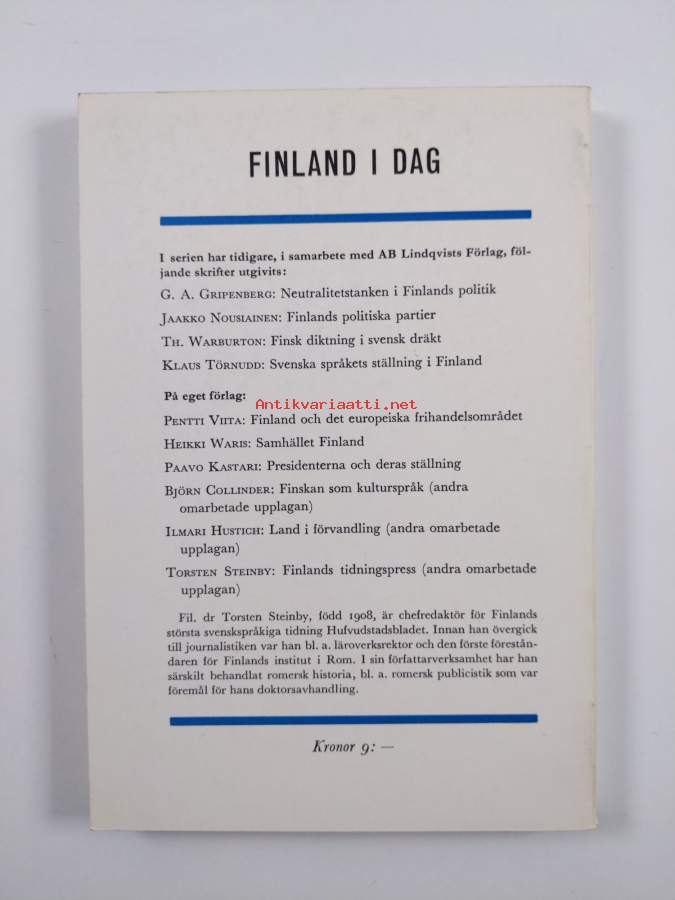 FINLAND I DAG
I serien har tidigare, i samarbete med AB Lindqvists Förlag, föl-
jande skrifter utgivits:
G. A. GRIPENBERG: Neutralitetstanken i Finlands politik
JAAKKO NOUSIAINEN: Finlands politiska partier
TH. WARBURTON: Finsk diktning i svensk dräkt
KLAUS TÖRNUDD: Svenska språkets ställning i Finland
På eget förlag:
Antikvariaatti.net
PENTTI VIITA: Finland och det europeiska frihandelsområdet
HEIKKI WARIS: Samhället Finland
PAAVO KASTARI: Presidenterna och deras ställning
BJÖRN COLLINDER: Finskan som kulturspråk (andra
omarbetade upplagan)
ILMARI HUSTICH: Land i förvandling (andra omarbetade
upplagan)
TORSTEN STEINBY: Finlands tidningspress (andra omarbetade
upplagan)
Fil. dr Torsten Steinby, född 1908, är chefredaktör för Finlands
största svenskspråkiga tidning Hufvudstadsbladet. Innan han övergick
till journalistiken var han bl. a. läroverksrektor och den förste förestån-
daren för Finlands institut i Rom. I sin författarverksamhet har han
särskilt behandlat romersk historia, bl. a. romersk publicistik som var
föremål för hans doktorsavhandling.
Kronor 9: —